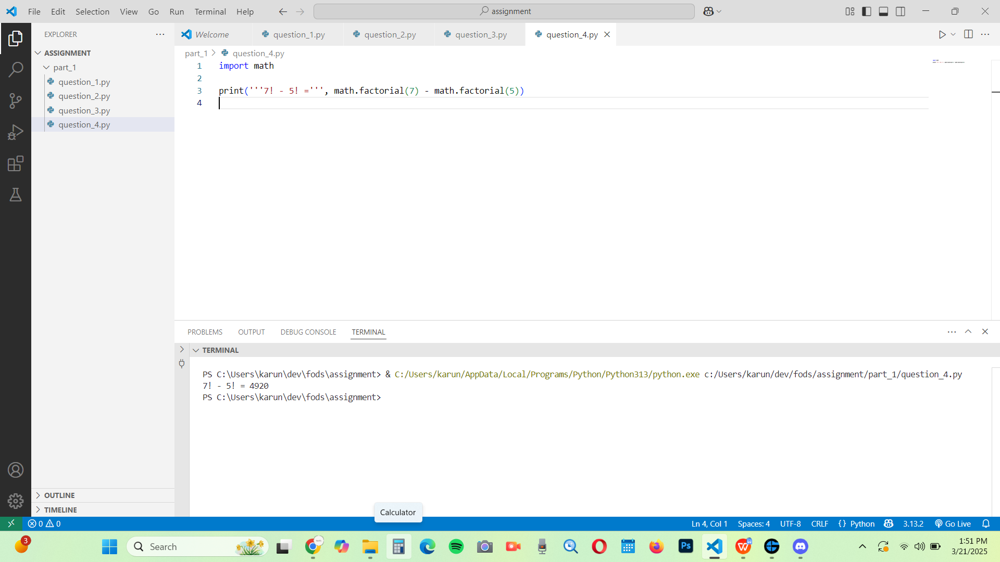 File Edit Selection View Go Run Terminal Help
assignment
EXPLORER
Welcome question_1.py question_2.py question_3.py question_4.py
ASSIGNMENT
part_1
question_1.py
question_2.py
question_3.py
question_4.py
part_1 > question_4.py
1 import math
2
3 print('''7! - 5! =''', math.factorial(7) - math.factorial(5))
4
PROBLEMS OUTPUT DEBUG CONSOLE TERMINAL
TERMINAL
PS C:\Users\karun\dev\fods\assignment> & C:/Users/karun/AppData/Local/Programs/Python/Python313/python.exe c:/Users/karun/dev/fods/assignment/part_1/question_4.py
7! - 5! = 4920
PS C:\Users\karun\dev\fods\assignment>
OUTLINE
TIMELINE
Calculator
0 0 Ln 4, Col 1 Spaces: 4 UTF-8 CRLF {} Python 3.13.2 Go Live
3 Search Ps W 1:51 PM
3/21/2025